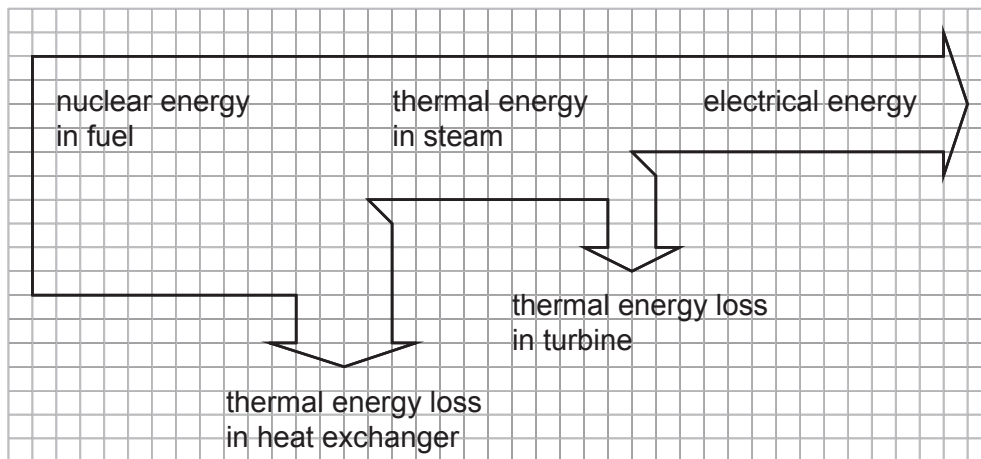 nuclear energy
in fuel
thermal energy
in steam
electrical energy
thermal energy loss
in turbine
thermal energy loss
in heat exchanger